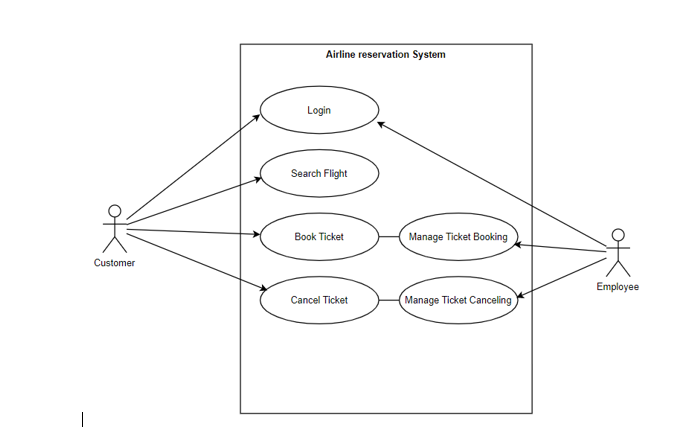 Airline reservation System
Login
Search Flight
Book Ticket
Manage Ticket Booking
Customer
Employee
Cancel Ticket
Manage Ticket Canceling